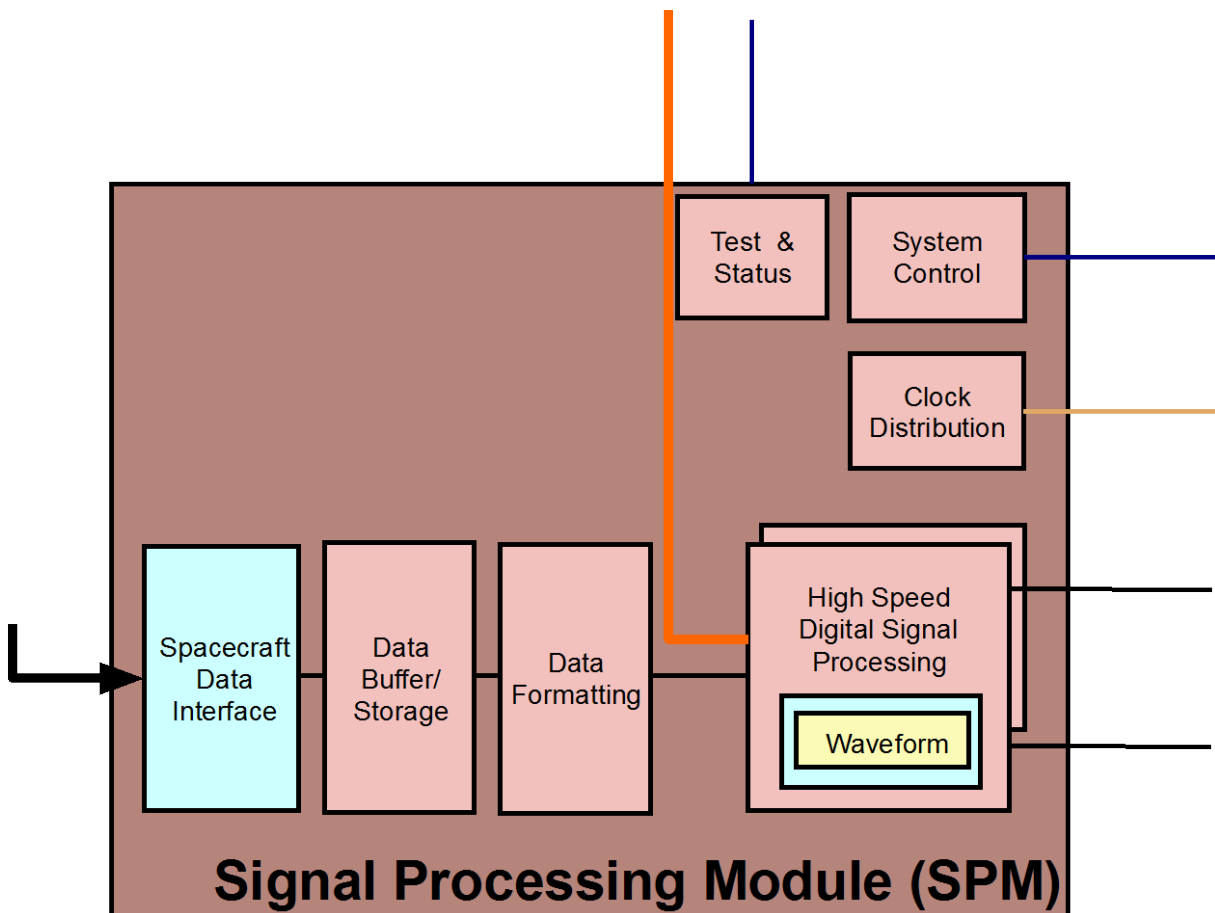 Test & Status
System Control
Clock Distribution
Spacecraft
Data
Interface
Data
Buffer/
Storage
Data
Formatting
High Speed
Digital Signal
Processing
Waveform
Signal Processing Module (SPM)